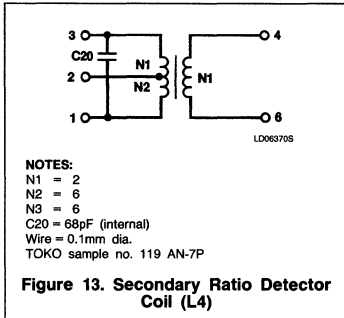 3
4
C20
N1
2
N2
N1
1
6
LD06370S
NOTES:
N1 = 2
N2 = 6
N3 = 6
C20 = 68pF (internal)
Wire = 0.1mm dia.
TOKO sample no. 119 AN-7P
Figure 13. Secondary Ratio Detector
Coil (L4)